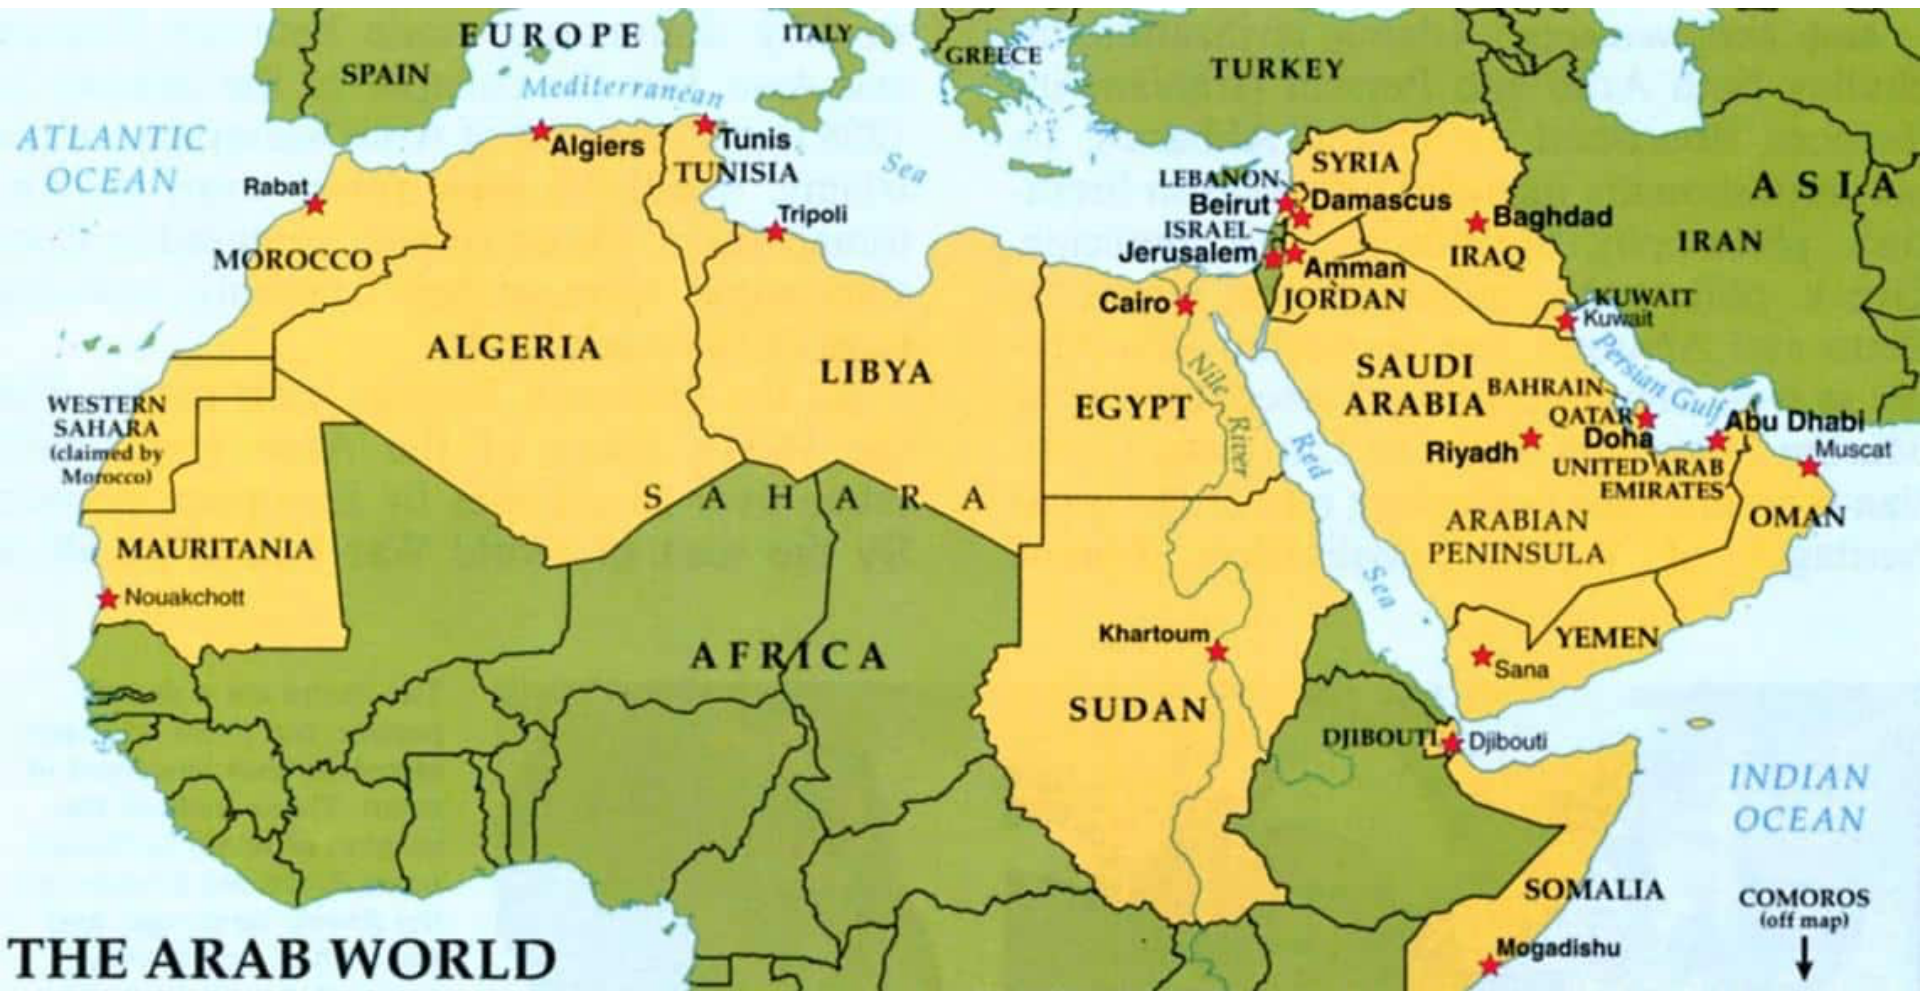 EUROPE
ITALY
GREECE
SPAIN
TURKEY
Mediterranean
Sea
ATLANTIC
OCEAN
Algiers
Tunis
TUNISIA
Rabat
Tripoli
MOROCCO
SYRIA
LEBANON
Beirut
Damascus
ISRAEL
Jerusalem
Amman
JORDAN
Baghdad
IRAQ
ASIA
IRAN
KUWAIT
Kuwait
Cairo
ALGERIA
LIBYA
EGYPT
Nile
River
Red
Sea
SAUDI
ARABIA
BAHRAIN
QATAR
Doha
Persian Gulf
Abu Dhabi
Muscat
Riyadh
UNITED ARAB
EMIRATES
WESTERN
SAHARA
(claimed by
Morocco)
SAHARA
ARABIAN
PENINSULA
OMAN
MAURITANIA
Nouakchott
AFRICA
Khartoum
SUDAN
YEMEN
Sana
DJIBOUTI
Djibouti
INDIAN
OCEAN
SOMALIA
Mogadishu
COMOROS
(off map)
THE ARAB WORLD